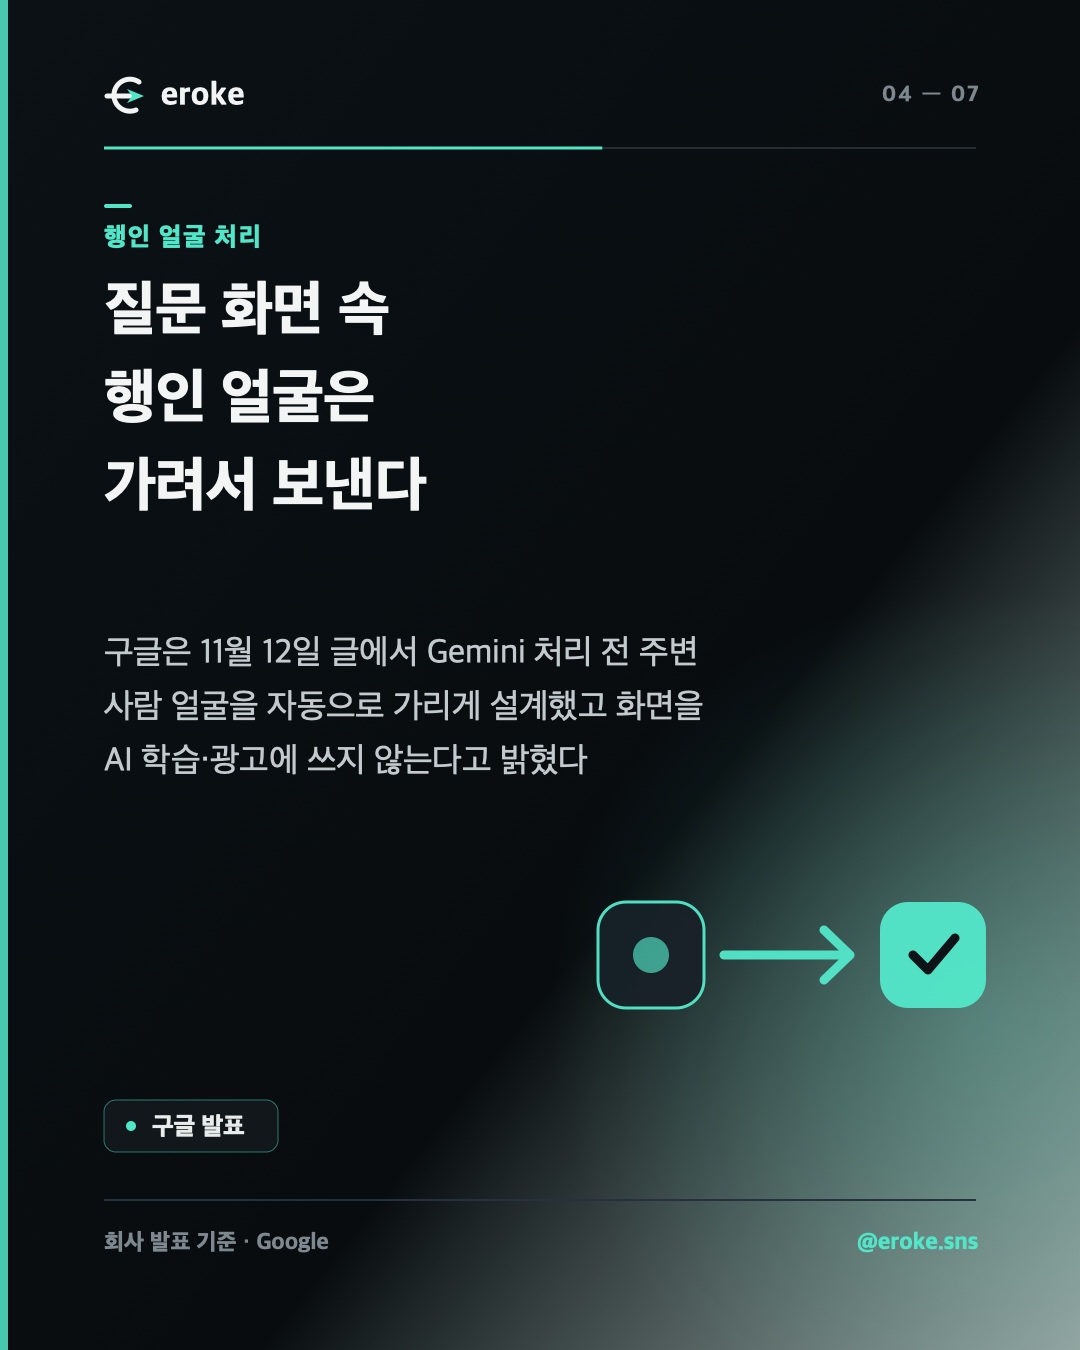 eroke
04 — 07
행인 얼굴 처리
질문 화면 속
행인 얼굴은
가려서 보낸다
구글은 11월 12일 글에서 Gemini 처리 전 주변
사람 얼굴을 자동으로 가리게 설계했고 화면을
AI 학습·광고에 쓰지 않는다고 밝혔다
구글 발표
회사 발표 기준 · Google
@eroke.sns